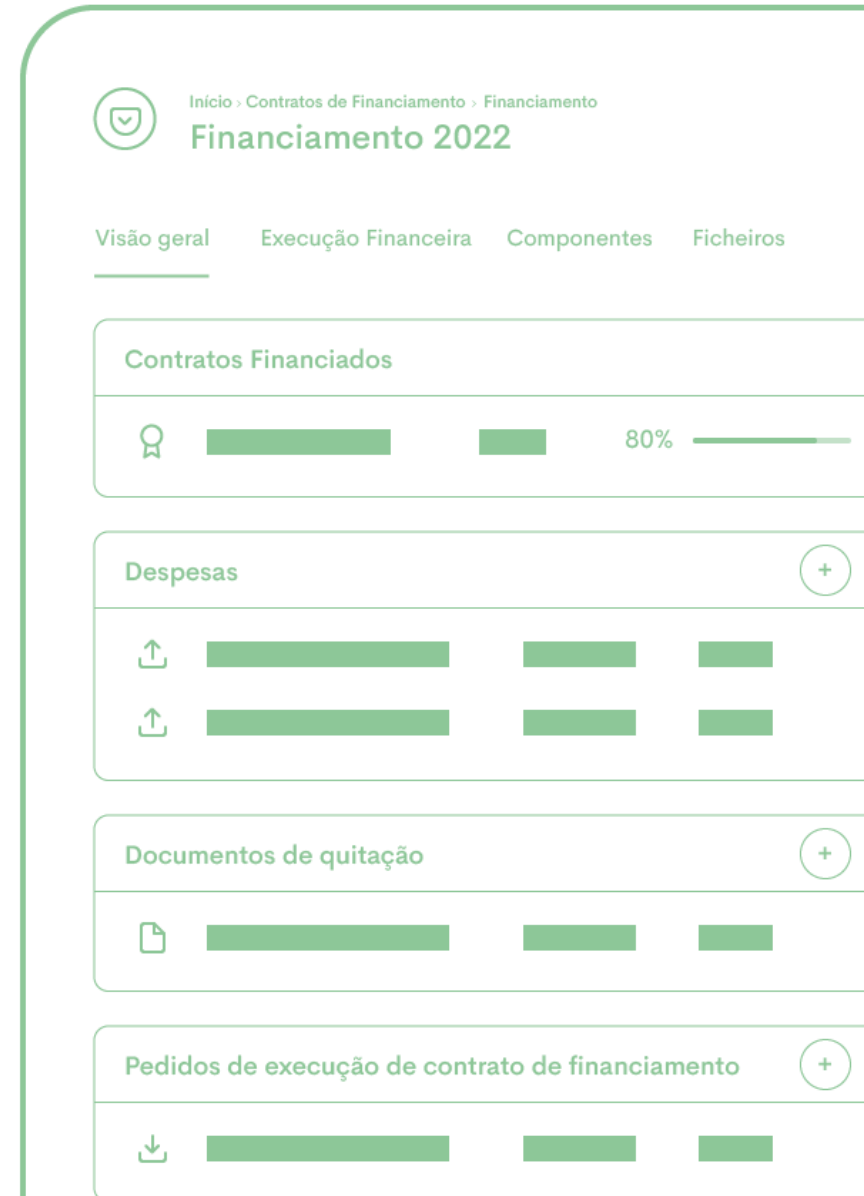 Início › Contratos de Financiamento › Financiamento
Financiamento 2022
Visão geral Execução Financeira Componentes Ficheiros
Contratos Financiados
80%
Despesas
+
Documentos de quitação
+
Pedidos de execução de contrato de financiamento
+